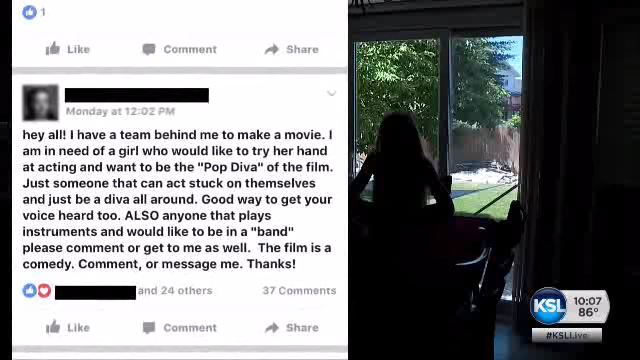 1
Like Comment Share
Monday at 12:02 PM
hey all! I have a team behind me to make a movie. I
am in need of a girl who would like to try her hand
at acting and want to be the "Pop Diva" of the film.
Just someone that can act stuck on themselves
and just be a diva all around. Good way to get your
voice heard too. ALSO anyone that plays
instruments and would like to be in a "band"
please comment or get to me as well. The film is a
comedy. Comment, or message me. Thanks!
and 24 others 37 Comments
Like Comment Share
KSL 10:07
86°
#KSLLive